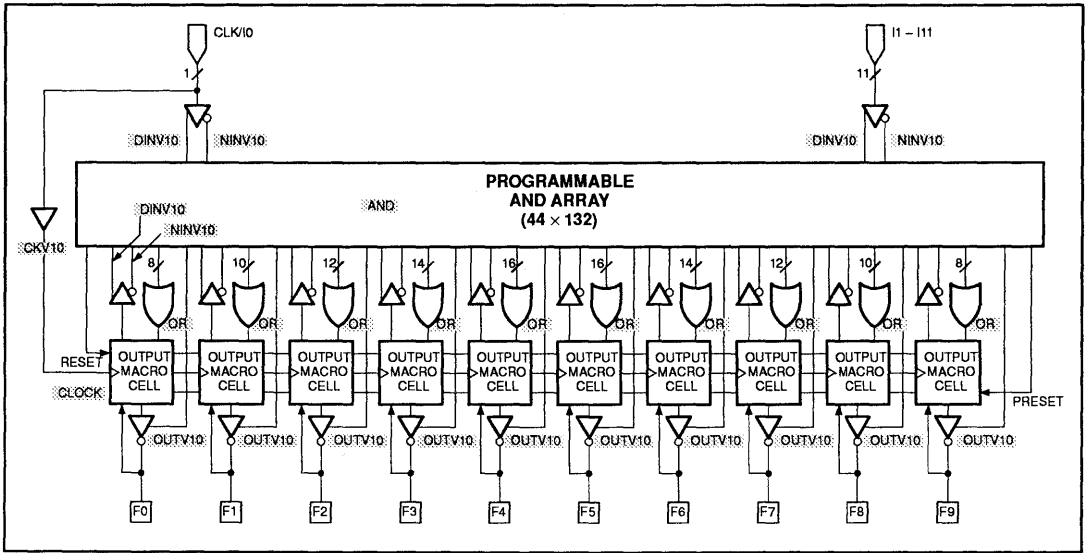 CLK/I0
I1 – I11
1
11
DINV10 NINV10 DINV10 NINV10
PROGRAMMABLE
AND ARRAY
(44 × 132)
AND
DINV10
NINV10
CKV10
8 10 12 14 16 16 14 12 10 8
OR OR OR OR OR OR OR OR OR OR
RESET
OUTPUT MACRO CELL
OUTPUT MACRO CELL
OUTPUT MACRO CELL
OUTPUT MACRO CELL
OUTPUT MACRO CELL
OUTPUT MACRO CELL
OUTPUT MACRO CELL
OUTPUT MACRO CELL
OUTPUT MACRO CELL
OUTPUT MACRO CELL
CLOCK
PRESET
OUTV10 OUTV10 OUTV10 OUTV10 OUTV10 OUTV10 OUTV10 OUTV10 OUTV10 OUTV10
F0 F1 F2 F3 F4 F5 F6 F7 F8 F9